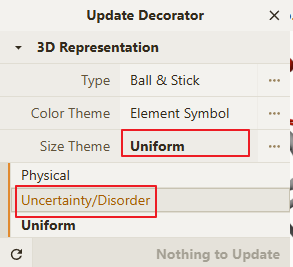 Update Decorator
3D Representation
Type Ball & Stick
Color Theme Element Symbol
Size Theme Uniform
Physical
Uncertainty/Disorder
Uniform
Nothing to Update